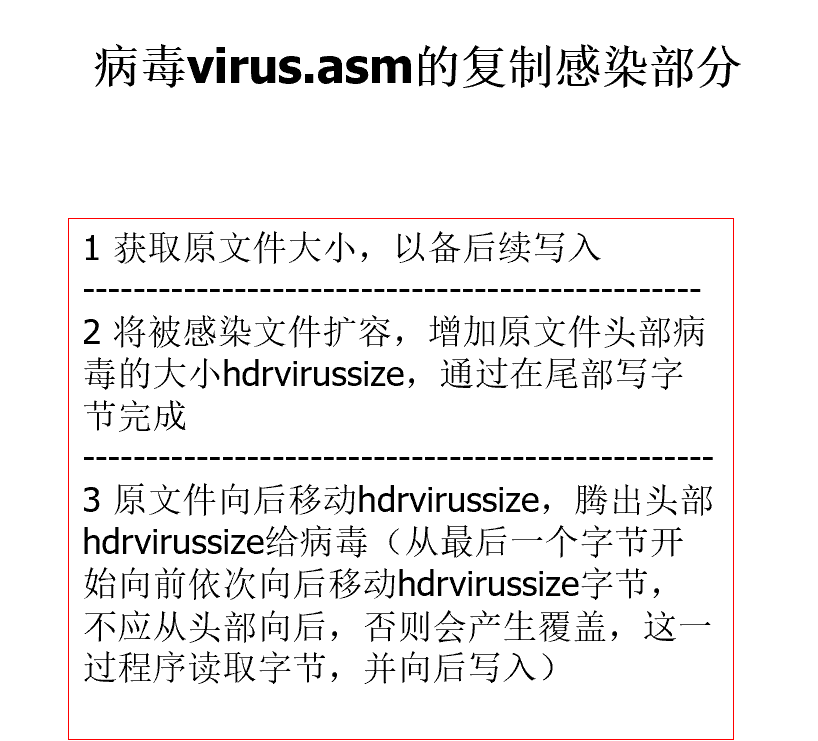 病毒virus.asm的复制感染部分
1 获取原文件大小，以备后续写入
-------------------------------------------------
2 将被感染文件扩容，增加原文件头部病
毒的大小hdrvirussize，通过在尾部写字
节完成
--------------------------------------------------
3 原文件向后移动hdrvirussize，腾出头部
hdrvirussize给病毒（从最后一个字节开
始向前依次向后移动hdrvirussize字节，
不应从头部向后，否则会产生覆盖，这一
过程序读取字节，并向后写入）